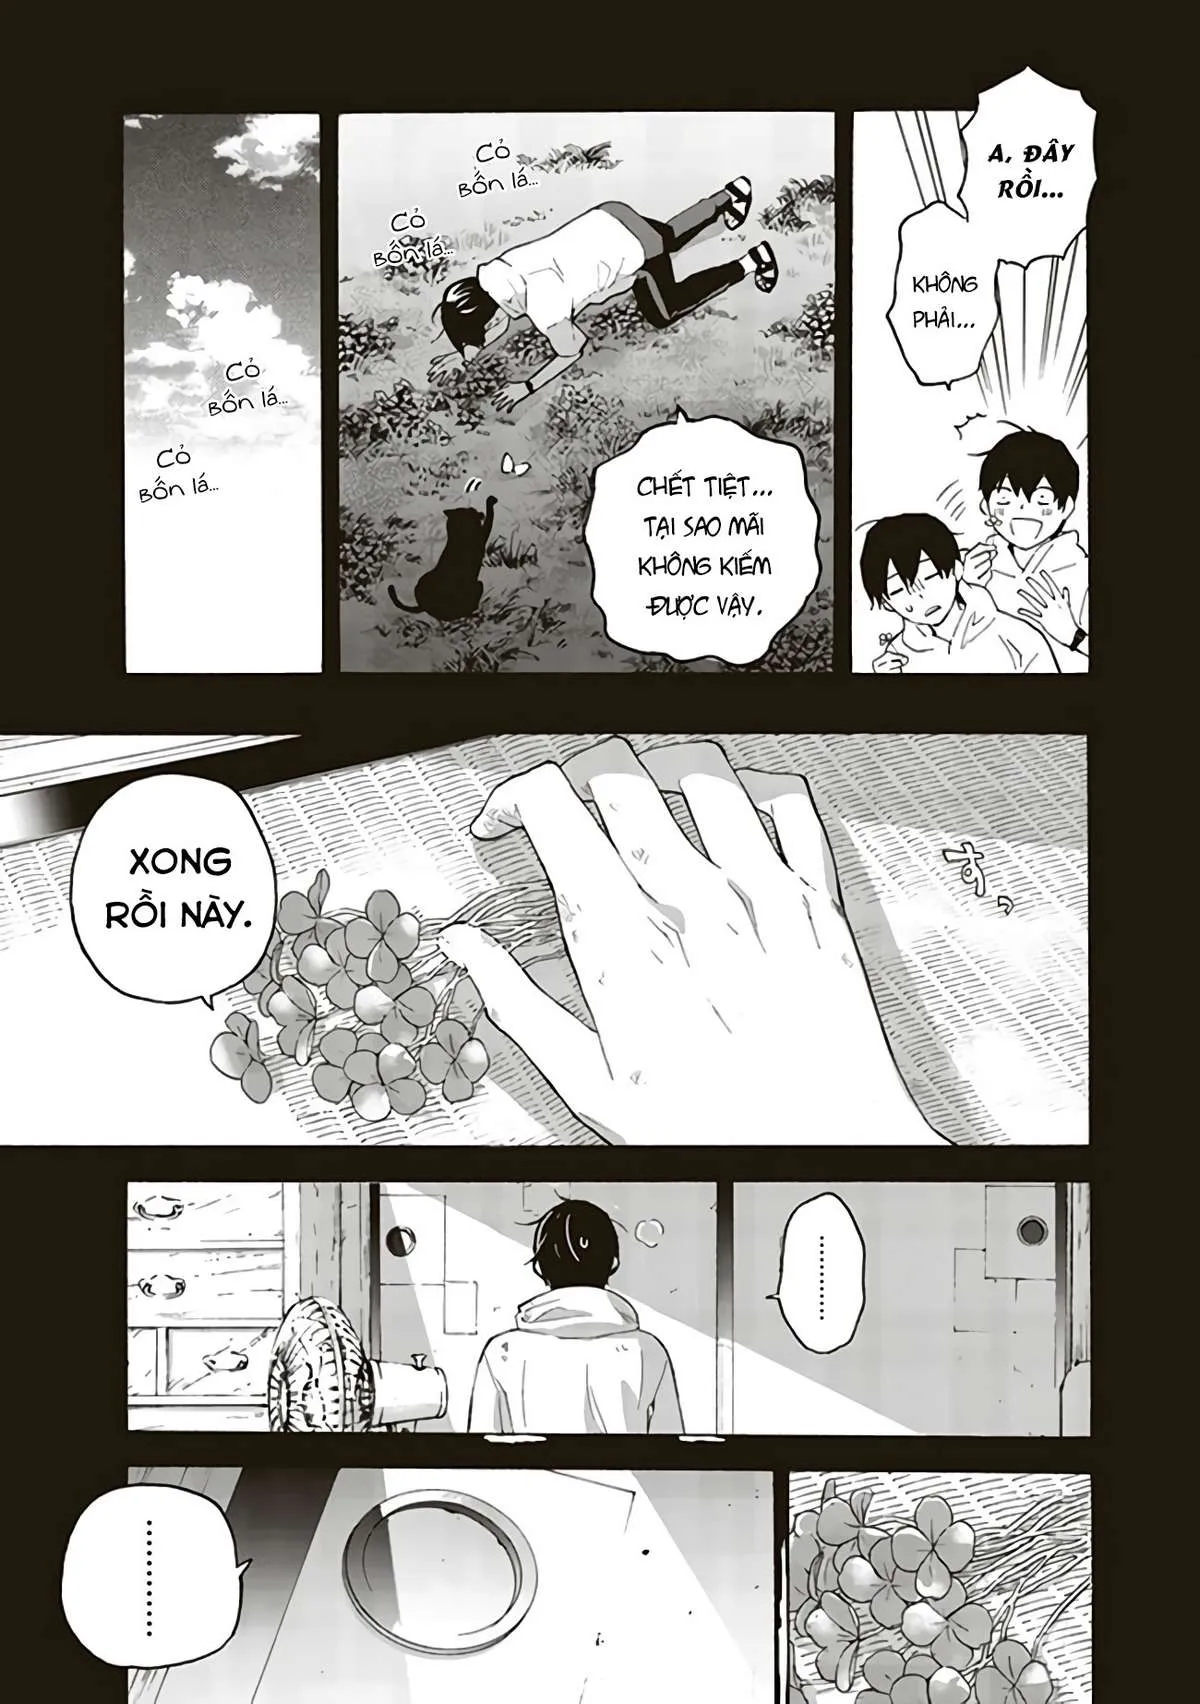 A, ĐÂY
RỒI...
KHÔNG
PHẢI...
CỎ
BỐN LÁ...
CỎ
BỐN LÁ...
CHẾT TIỆT...
TẠI SAO MÃI
KHÔNG KIẾM
ĐƯỢC VẬY.
CỎ
BỐN LÁ...
CỎ
BỐN LÁ...
すっ
XONG
RỒI NÀY.
.........
.........